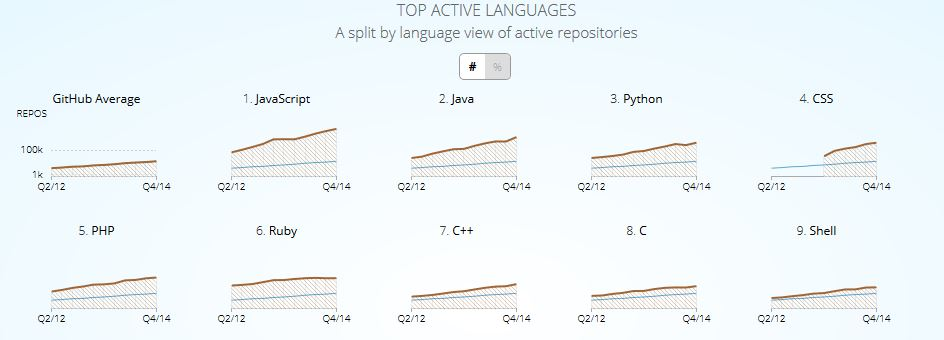 TOP ACTIVE LANGUAGES
A split by language view of active repositories
# %
GitHub Average
REPOS
100k
1k
Q2/12 Q4/14
1. JavaScript
Q2/12 Q4/14
2. Java
Q2/12 Q4/14
3. Python
Q2/12 Q4/14
4. CSS
Q2/12 Q4/14
5. PHP
Q2/12 Q4/14
6. Ruby
Q2/12 Q4/14
7. C++
Q2/12 Q4/14
8. C
Q2/12 Q4/14
9. Shell
Q2/12 Q4/14